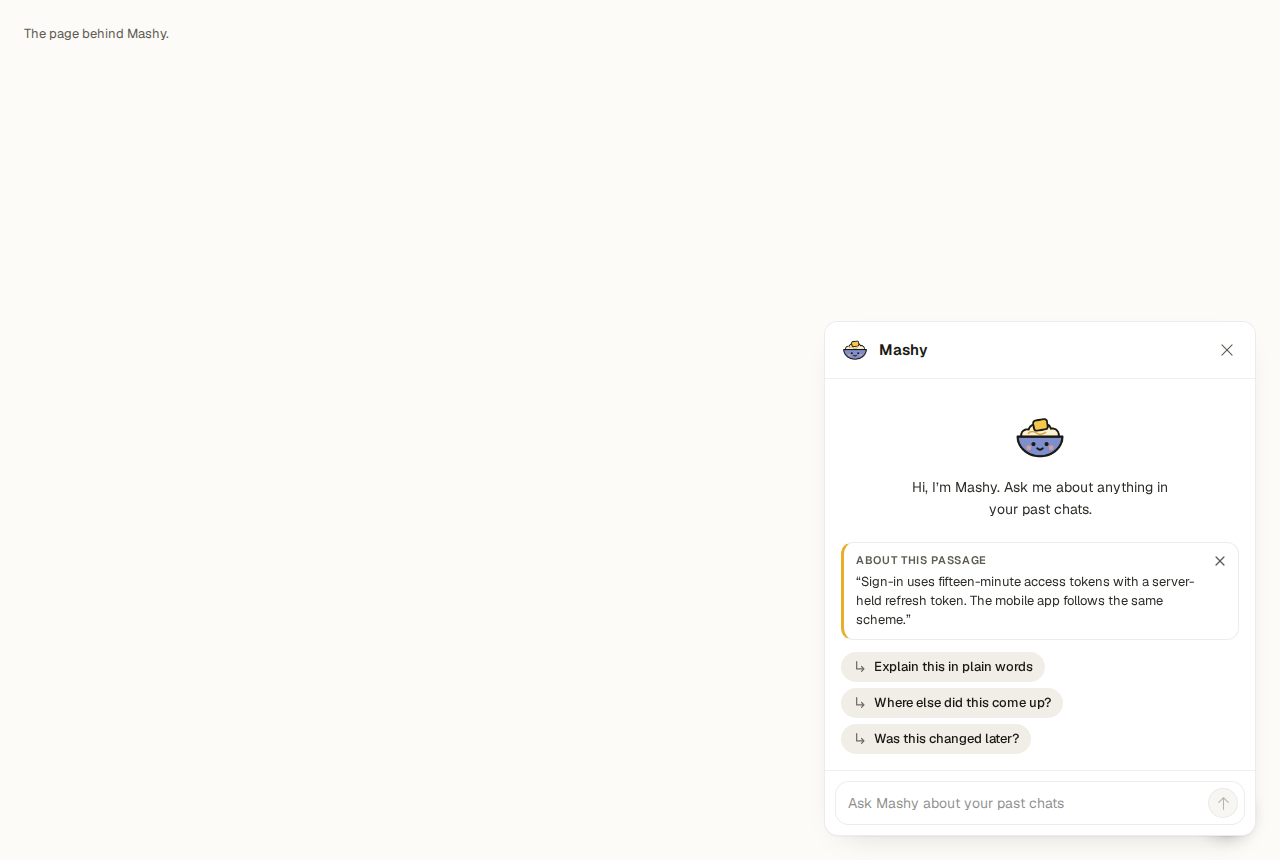 The page behind Mashy.
Mashy
Hi, I’m Mashy. Ask me about anything in
your past chats.
ABOUT THIS PASSAGE
“Sign-in uses fifteen-minute access tokens with a server-
held refresh token. The mobile app follows the same
scheme.”
Explain this in plain words
Where else did this come up?
Was this changed later?
Ask Mashy about your past chats